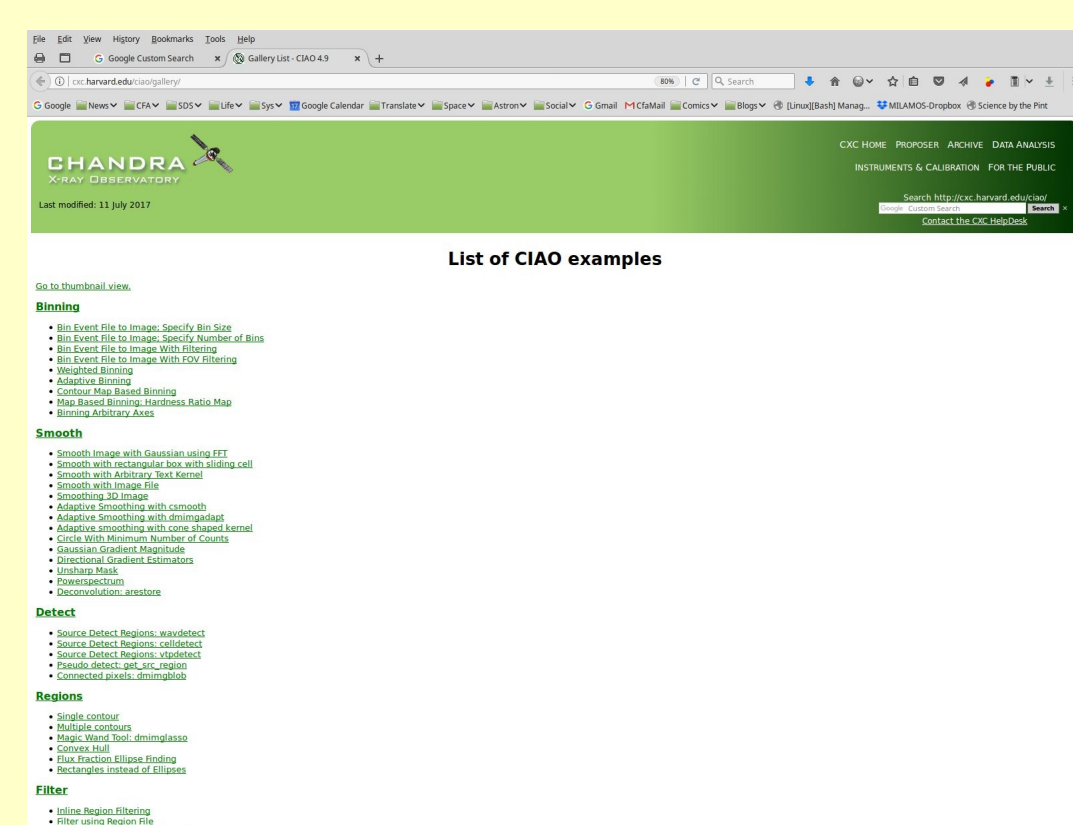 File Edit View History Bookmarks Tools Help
Google Custom Search × Gallery List - CIAO 4.9 × +
cxc.harvard.edu/ciao/gallery/ 80% Search
Google News CFA SDS Life Sys Google Calendar Translate Space Astron Social Gmail CfaMail Comics Blogs [Linux][Bash] Manag... MILAMOS-Dropbox Science by the Pint
CHANDRA
X-RAY OBSERVATORY
CXC HOME PROPOSER ARCHIVE DATA ANALYSIS
INSTRUMENTS & CALIBRATION FOR THE PUBLIC
Last modified: 11 July 2017
Search http://cxc.harvard.edu/ciao/
Google Custom Search Search ×
Contact the CXC HelpDesk
List of CIAO examples
Go to thumbnail view.
Binning
• Bin Event File to Image; Specify Bin Size
• Bin Event File to Image; Specify Number of Bins
• Bin Event File to Image With Filtering
• Bin Event File to Image With FOV Filtering
• Weighted Binning
• Adaptive Binning
• Contour Map Based Binning
• Map Based Binning: Hardness Ratio Map
• Binning Arbitrary Axes
Smooth
• Smooth Image with Gaussian using FFT
• Smooth with rectangular box with sliding cell
• Smooth with Arbitrary Text Kernel
• Smooth with Image File
• Smoothing 3D Image
• Adaptive Smoothing with csmooth
• Adaptive Smoothing with dmimgadapt
• Adaptive smoothing with cone shaped kernel
• Circle With Minimum Number of Counts
• Gaussian Gradient Magnitude
• Directional Gradient Estimators
• Unsharp Mask
• Powerspectrum
• Deconvolution: arestore
Detect
• Source Detect Regions: wavdetect
• Source Detect Regions: celldetect
• Source Detect Regions: vtpdetect
• Pseudo detect: get_src_region
• Connected pixels: dmimgblob
Regions
• Single contour
• Multiple contours
• Magic Wand Tool: dmimglasso
• Convex Hull
• Flux Fraction Ellipse Finding
• Rectangles instead of Ellipses
Filter
• Inline Region Filtering
• Filter using Region File